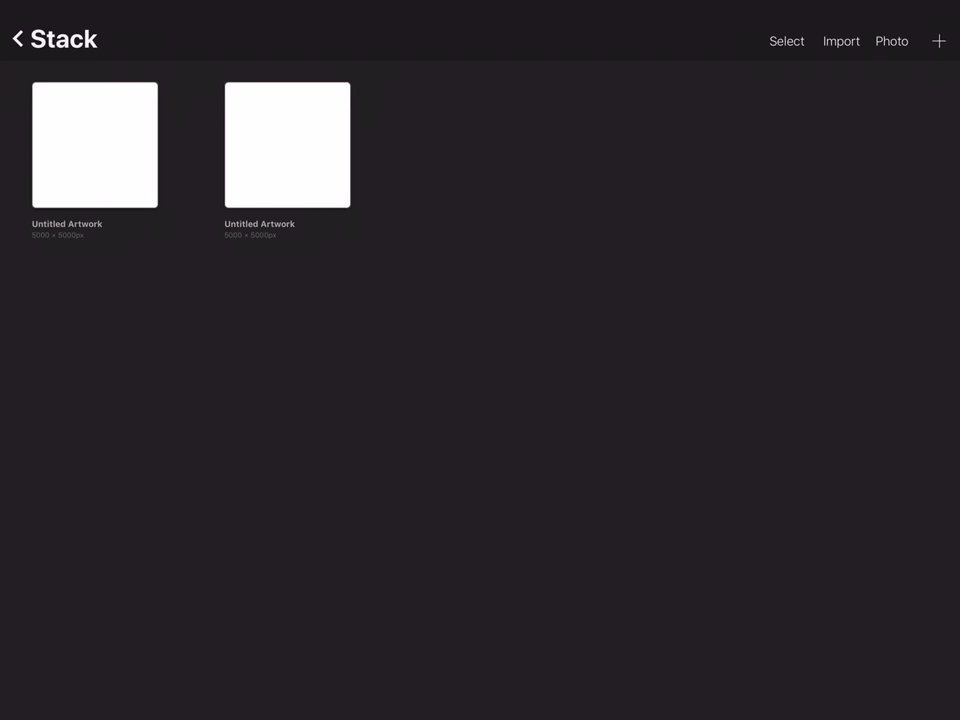 Stack
Select Import Photo
Untitled Artwork Untitled Artwork
5000 × 5000px 5000 × 5000px